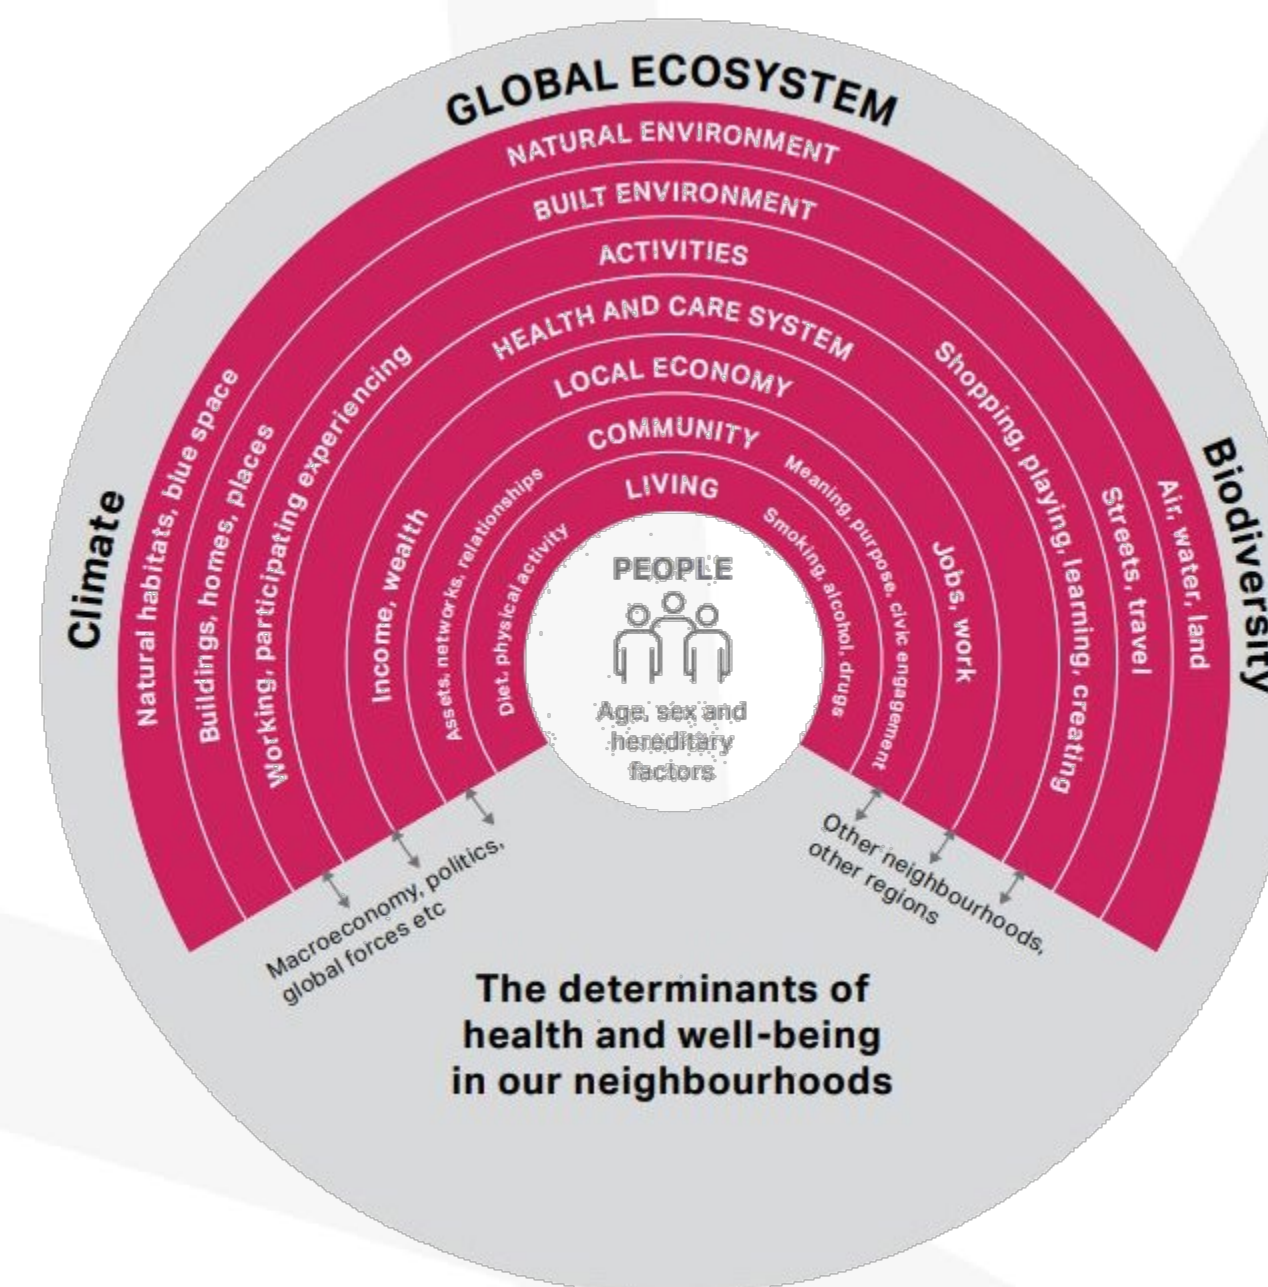 GLOBAL ECOSYSTEM
Climate
Biodiversity
NATURAL ENVIRONMENT
Natural habitats, blue space
Air, water, land
BUILT ENVIRONMENT
Buildings, homes, places
Streets, travel
ACTIVITIES
Working, participating experiencing
Shopping, playing, learning, creating
HEALTH AND CARE SYSTEM
LOCAL ECONOMY
Income, wealth
Jobs, work
COMMUNITY
Assets, networks, relationships
Meaning, purpose, civic engagement
LIVING
Diet, physical activity
Smoking, alcohol, drugs
PEOPLE
Age, sex and
hereditary
factors
Macroeconomy, politics,
global forces etc
Other neighbourhoods,
other regions
The determinants of
health and well-being
in our neighbourhoods